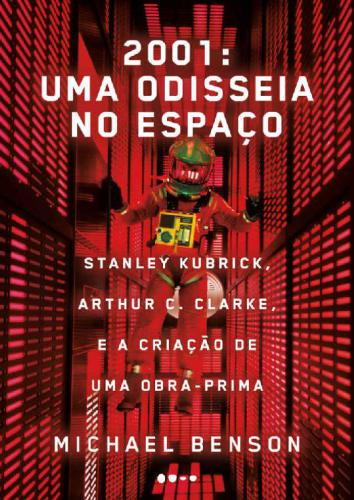 2001:
UMA ODISSEIA
NO ESPAÇO
STANLEY KUBRICK,
ARTHUR C. CLARKE,
E A CRIAÇÃO DE
UMA OBRA-PRIMA
MICHAEL BENSON